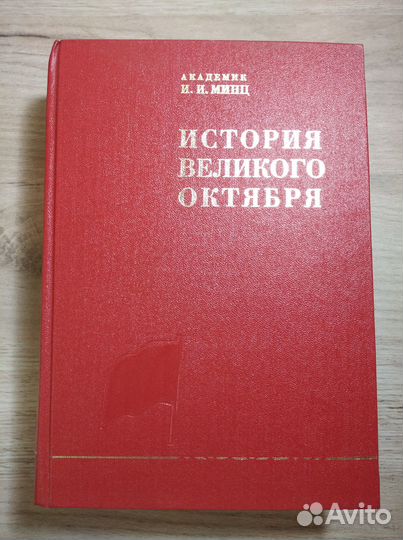 АКАДЕМИК
И. И. МИНЦ
ИСТОРИЯ
ВЕЛИКОГО
ОКТЯБРЯ
Avito